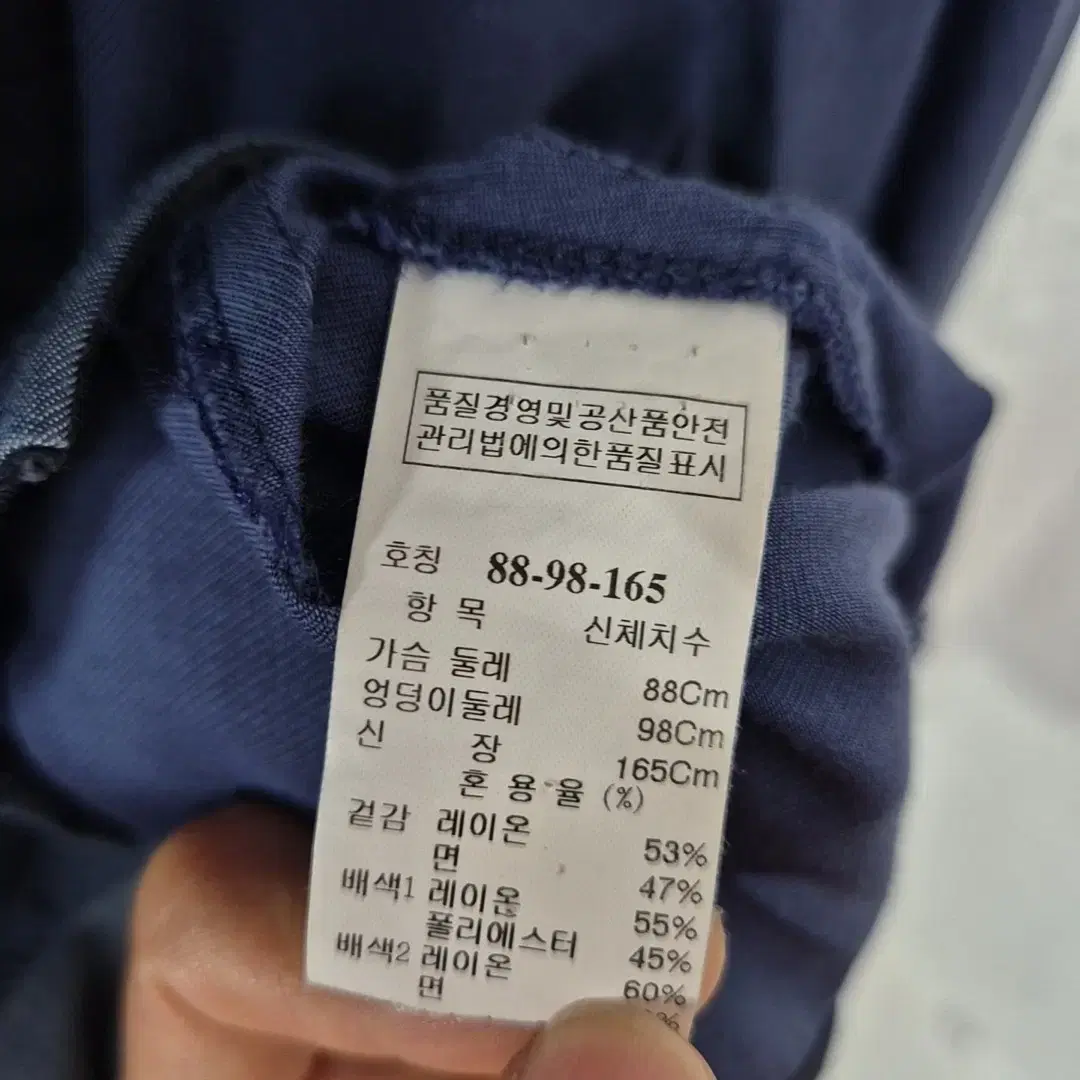 품질경영및공산품안전
관리법에의한품질표시
호칭 88-98-165
항 목 신체치수
가슴 둘레 88Cm
엉덩이둘레 98Cm
신 장 165Cm
혼 용 율 (%)
겉감 레이온 53%
면 47%
배색1 레이온 55%
폴리에스터 45%
배색2 레이온 60%
면